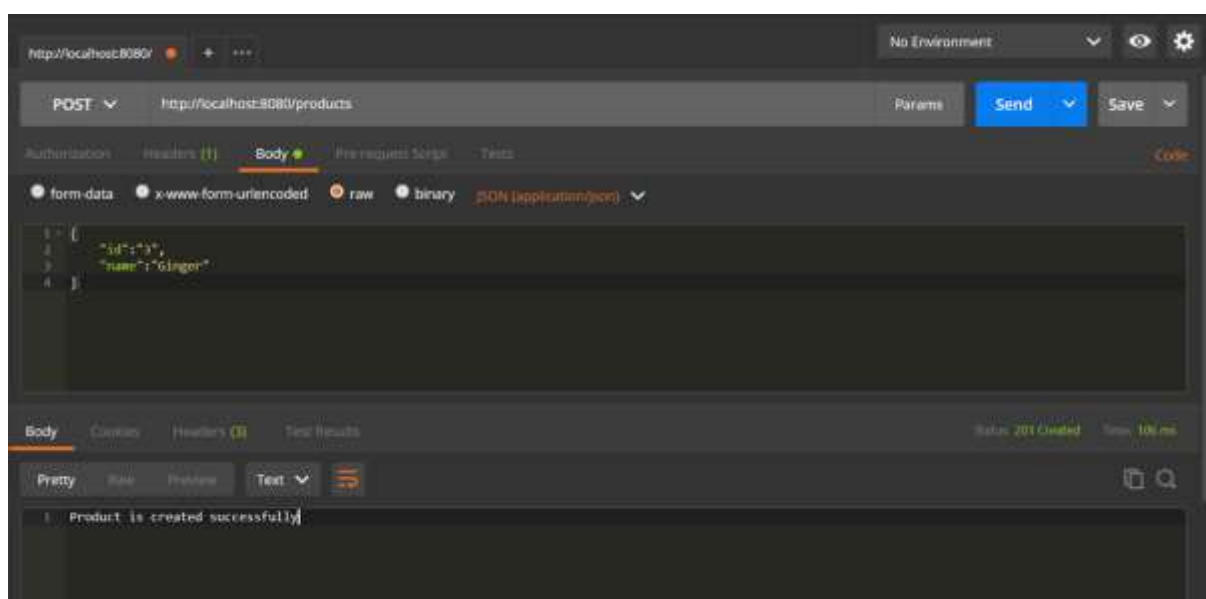 http://localhost:8080/ + ... No Environment
POST http://localhost:8080/products Params Send Save
Authorization Headers (1) Body Pre-request Script Tests Code
form-data x-www-form-urlencoded raw binary JSON (application/json)
1 {
2 "id":"3",
3 "name":"Ginger"
4 }
Body Cookies Headers (3) Test Results Status: 201 Created Time: 106 ms
Pretty Raw Preview Text
1 Product is created successfully